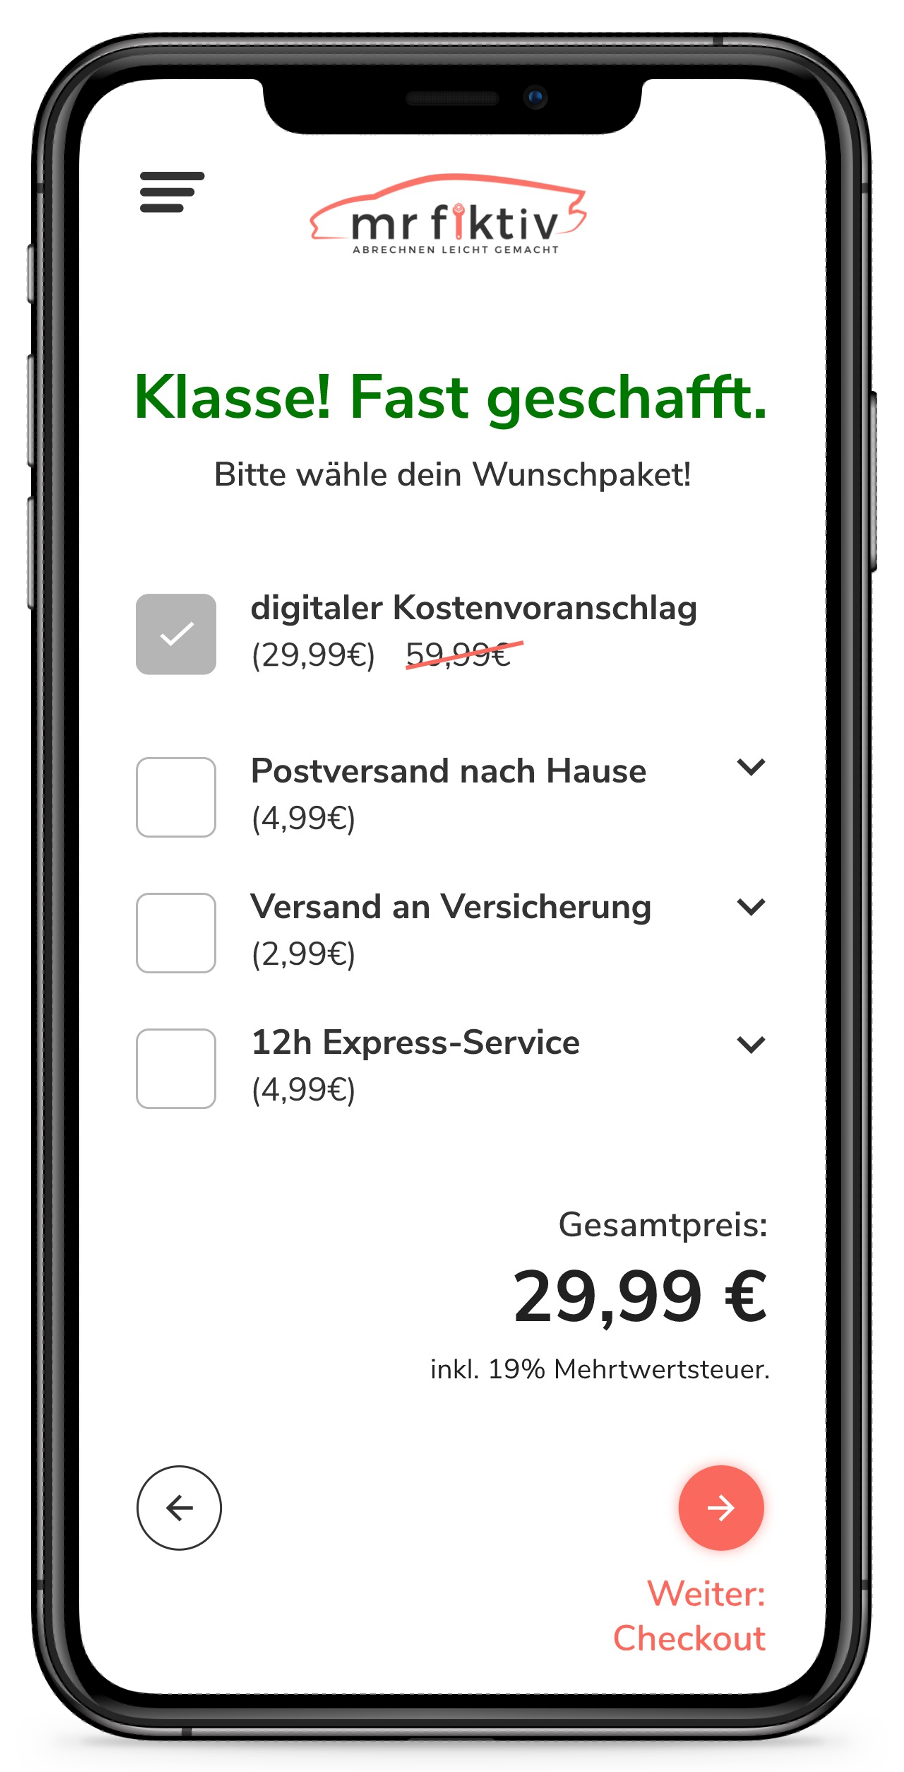 mr fiktiv
ABRECHNEN LEICHT GEMACHT
Klasse! Fast geschafft.
Bitte wähle dein Wunschpaket!
digitaler Kostenvoranschlag
(29,99€) 59,99€
Postversand nach Hause
(4,99€)
Versand an Versicherung
(2,99€)
12h Express-Service
(4,99€)
Gesamtpreis:
29,99 €
inkl. 19% Mehrtwertsteuer.
Weiter:
Checkout